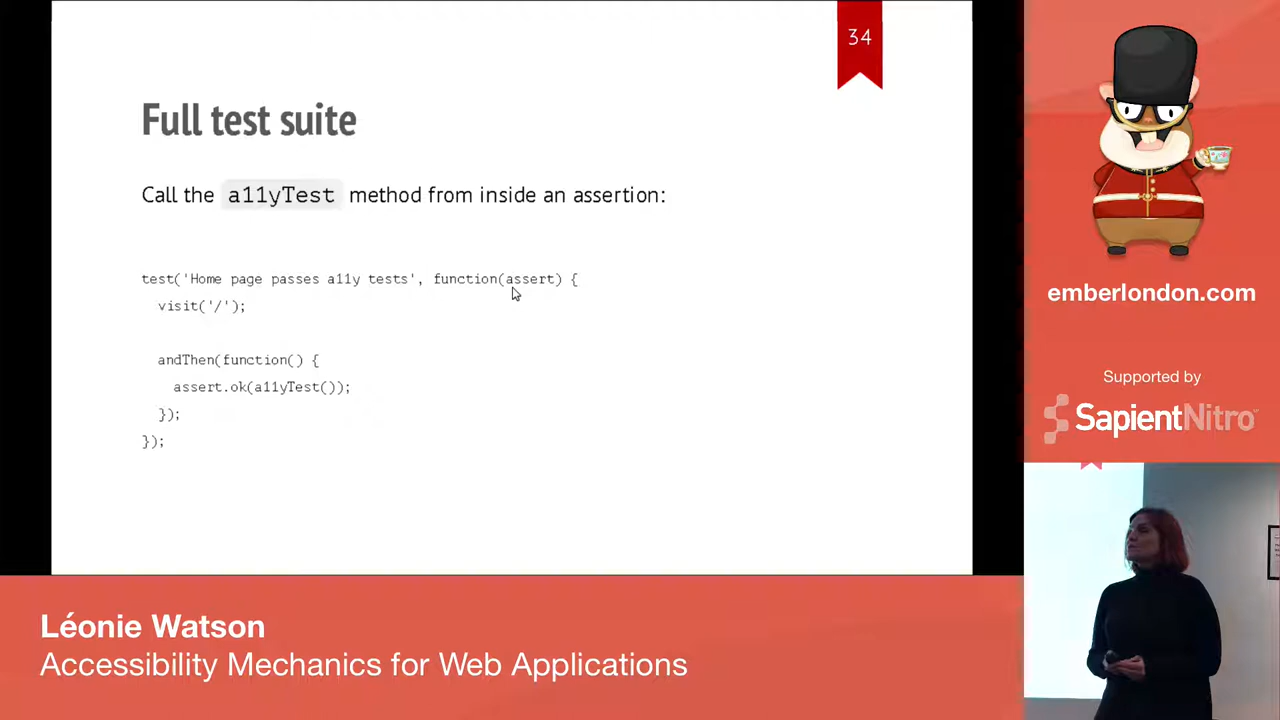 34
Full test suite
Call the a11yTest method from inside an assertion:
test('Home page passes a11y tests', function(assert) {
visit('/');
andThen(function() {
assert.ok(a11yTest());
});
});
emberlondon.com
Supported by
SapientNitro
Léonie Watson
Accessibility Mechanics for Web Applications